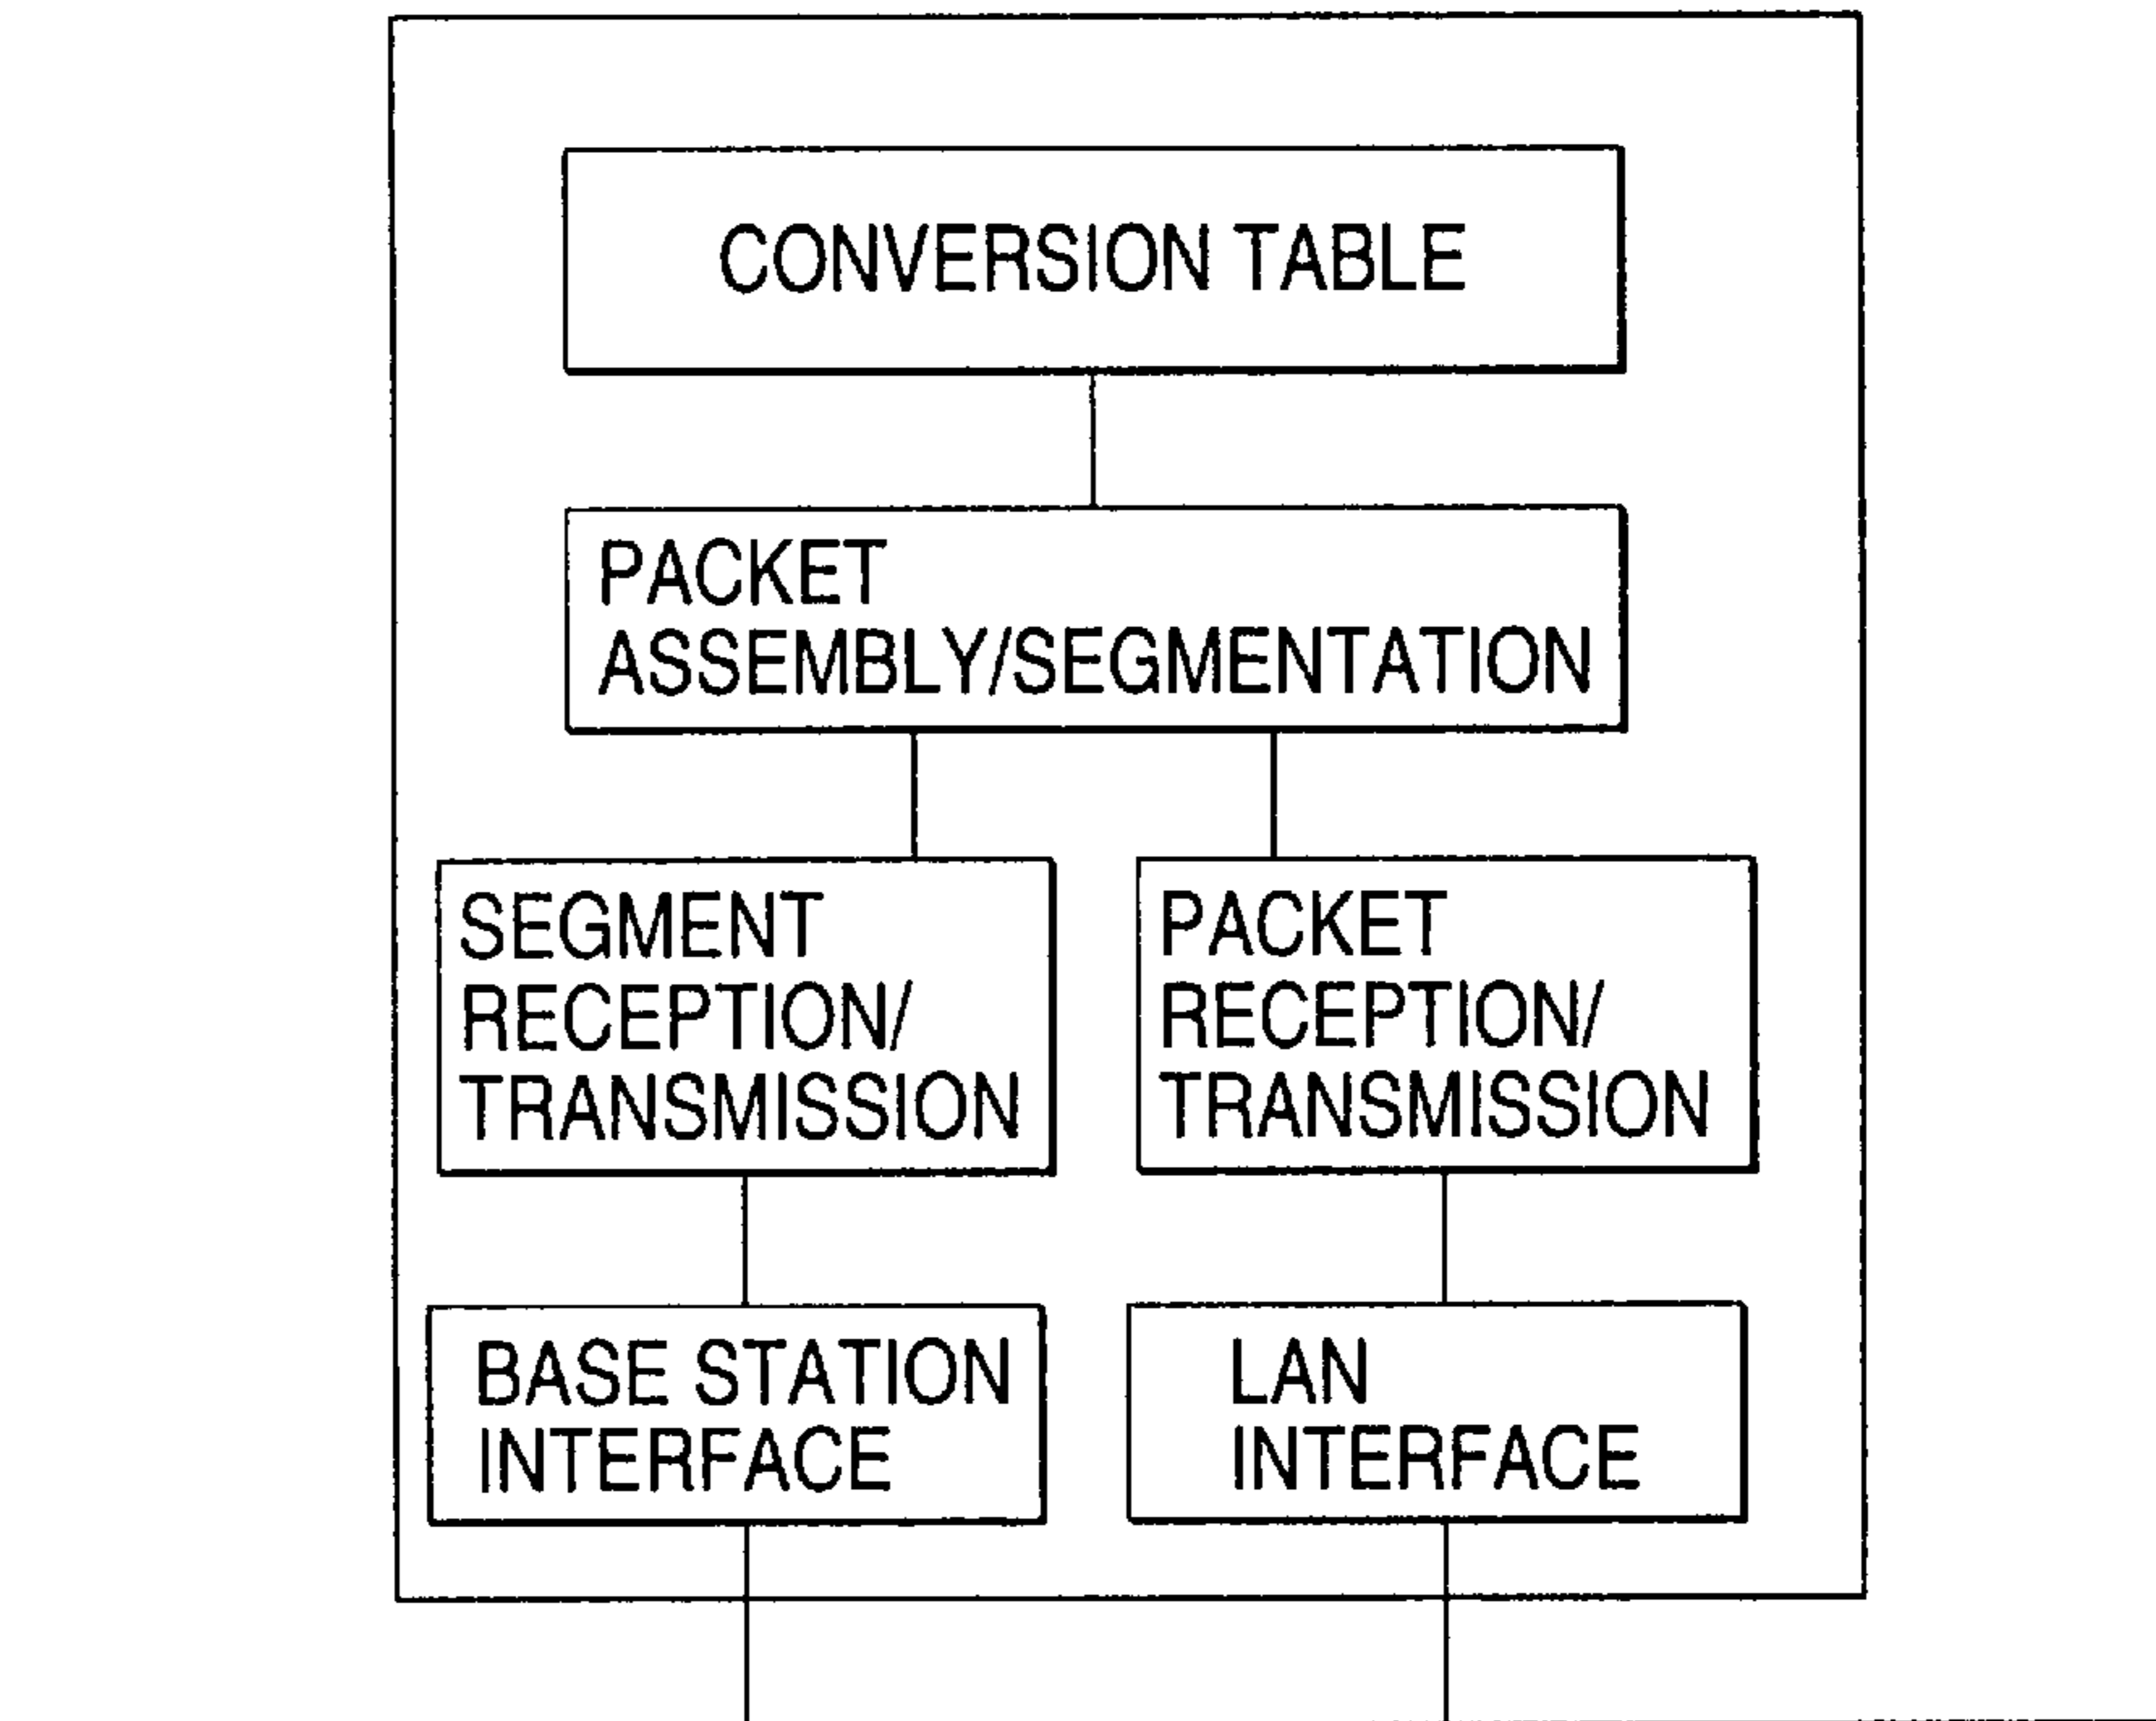 CONVERSION TABLE
PACKET
ASSEMBLY/SEGMENTATION
SEGMENT
RECEPTION/
TRANSMISSION
PACKET
RECEPTION/
TRANSMISSION
BASE STATION
INTERFACE
LAN
INTERFACE